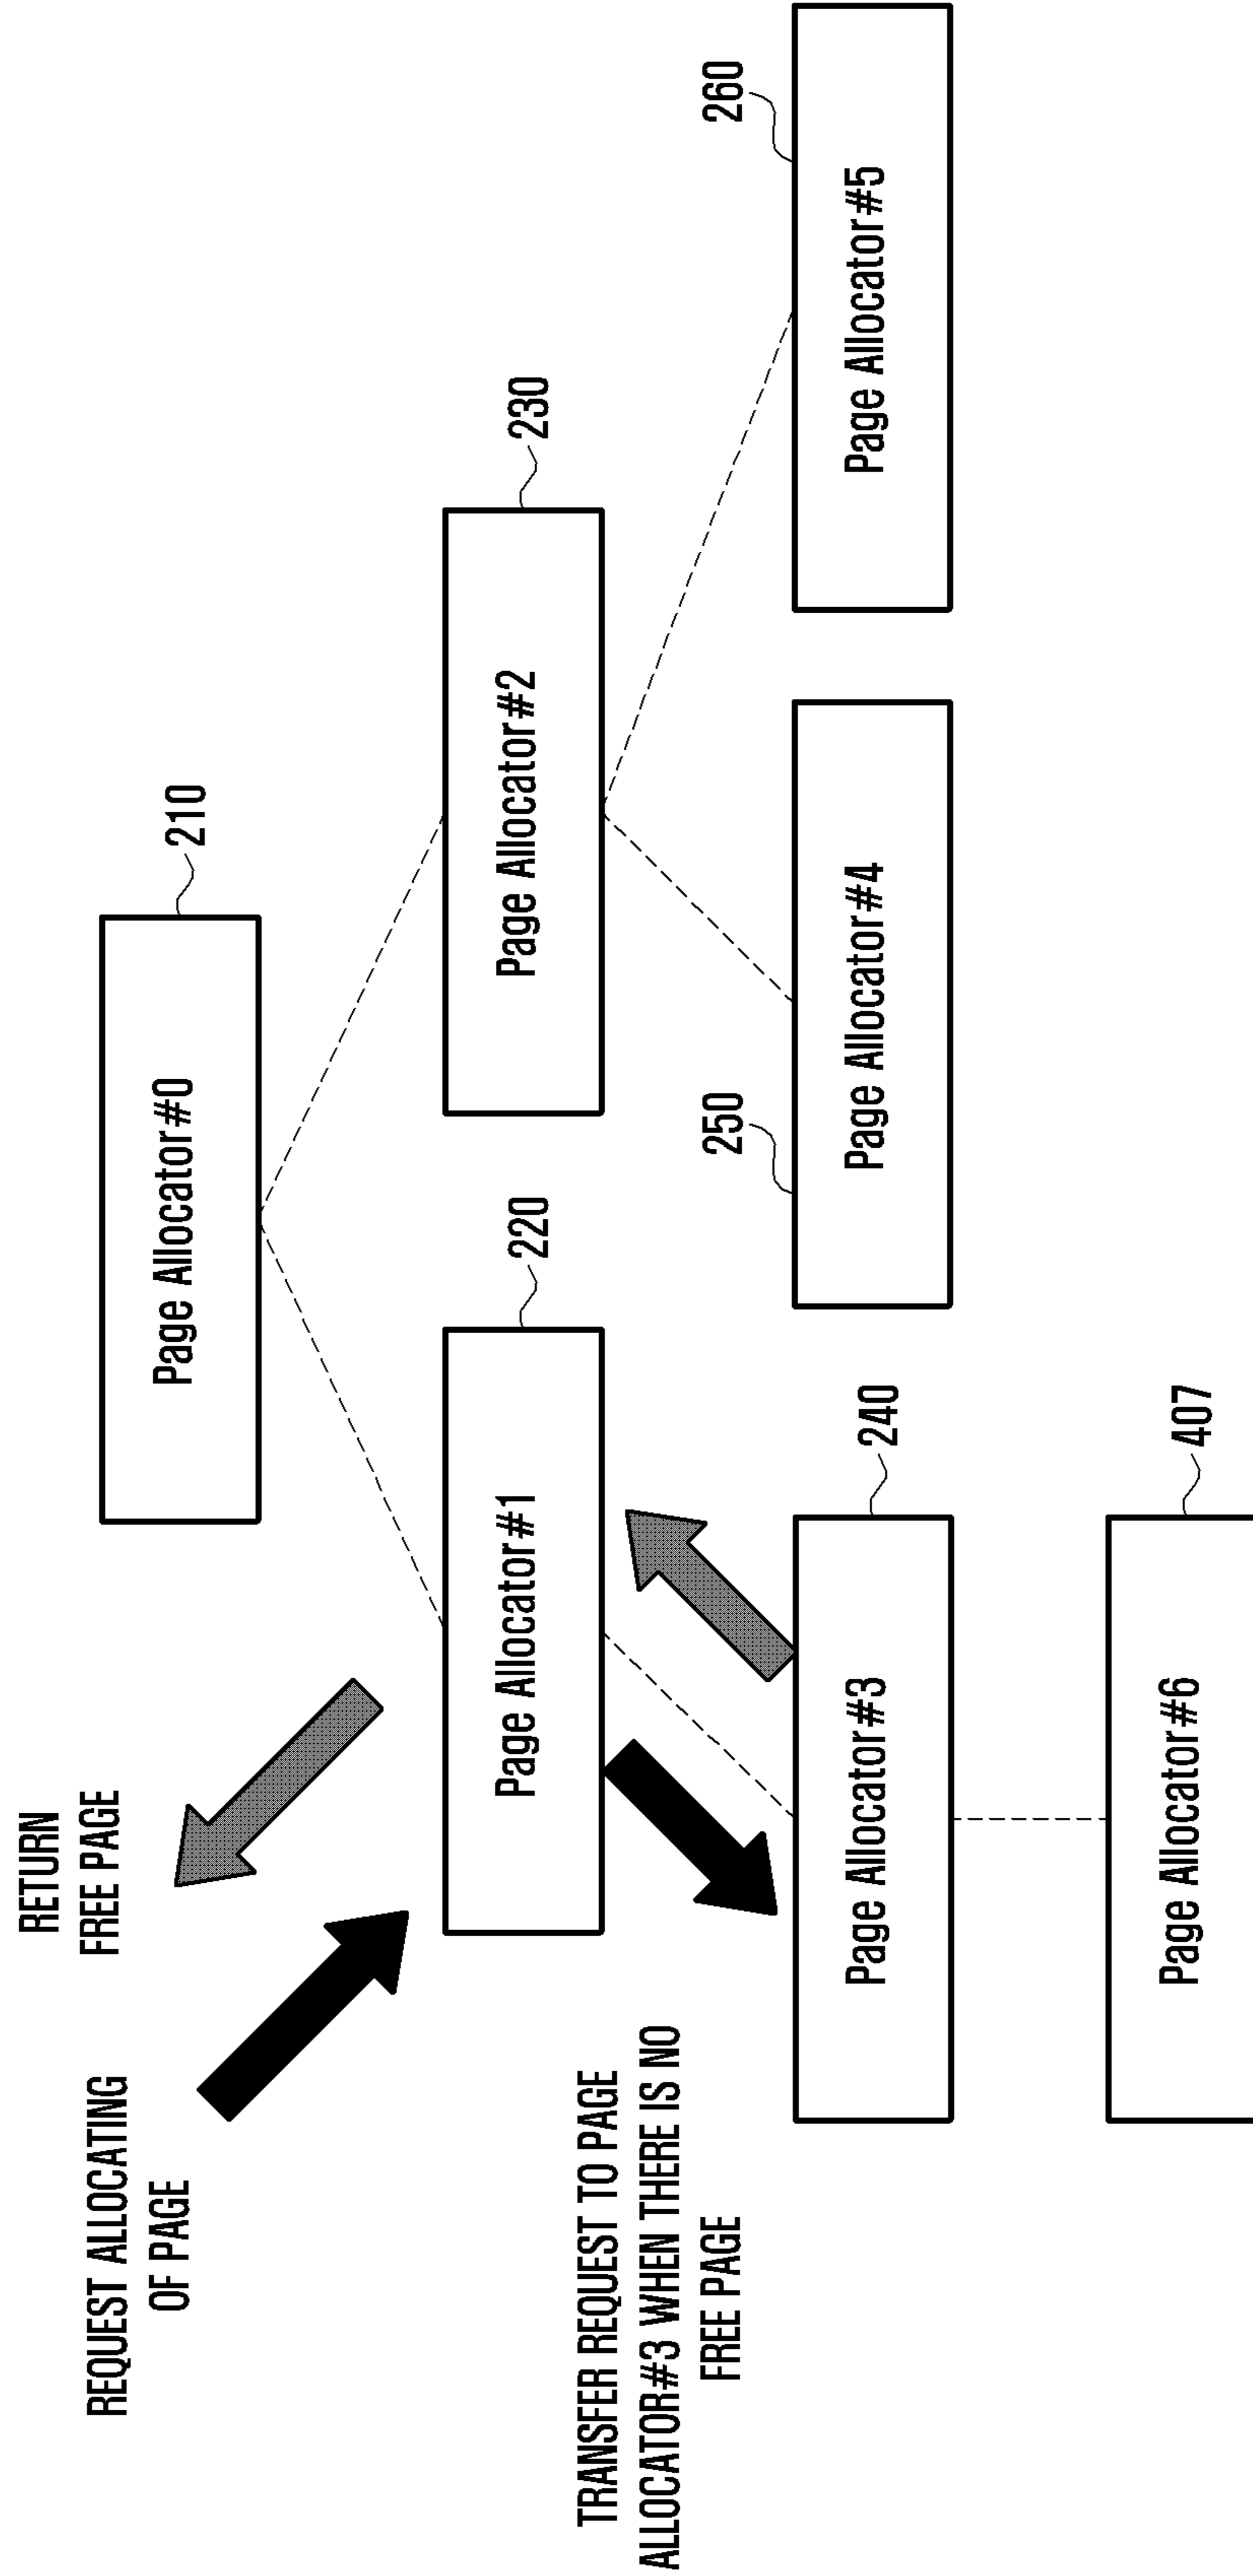 RETURN
FREE PAGE
REQUEST ALLOCATING
OF PAGE
Page Allocator#0
210
TRANSFER REQUEST TO PAGE
ALLOCATOR#3 WHEN THERE IS NO
FREE PAGE
Page Allocator#1
220
Page Allocator#2
230
Page Allocator#3
240
250
Page Allocator#4
260
Page Allocator#5
Page Allocator#6
407